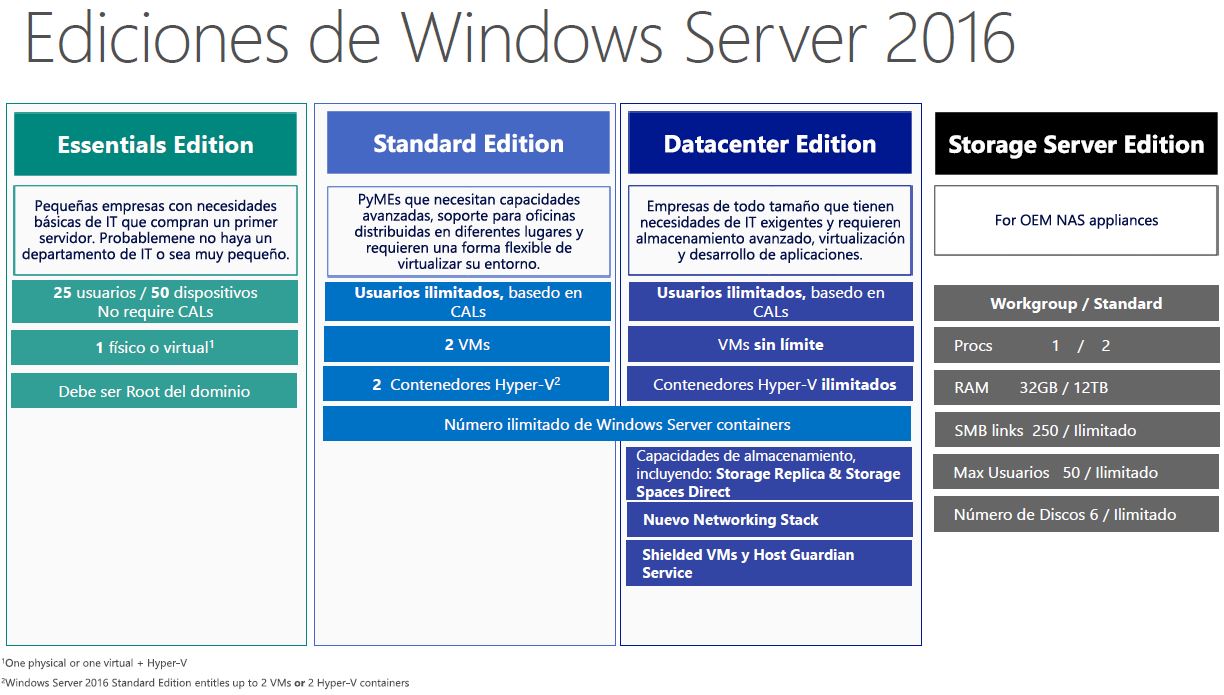 Ediciones de Windows Server 2016
Essentials Edition
Pequeñas empresas con necesidades
básicas de IT que compran un primer
servidor. Probablemene no haya un
departamento de IT o sea muy pequeño.
25 usuarios / 50 dispositivos
No require CALs
1 físico o virtual¹
Debe ser Root del dominio
Standard Edition
PyMEs que necesitan capacidades
avanzadas, soporte para oficinas
distribuidas en diferentes lugares y
requieren una forma flexible de
virtualizar su entorno.
Usuarios ilimitados, basedo en
CALs
2 VMs
2 Contenedores Hyper-V²
Datacenter Edition
Empresas de todo tamaño que tienen
necesidades de IT exigentes y requieren
almacenamiento avanzado, virtualización
y desarrollo de aplicaciones.
Usuarios ilimitados, basedo en
CALs
VMs sin límite
Contenedores Hyper-V ilimitados
Número ilimitado de Windows Server containers
Capacidades de almacenamiento,
incluyendo: Storage Replica & Storage
Spaces Direct
Nuevo Networking Stack
Shielded VMs y Host Guardian
Service
Storage Server Edition
For OEM NAS appliances
Workgroup / Standard
Procs 1 / 2
RAM 32GB / 12TB
SMB links 250 / Ilimitado
Max Usuarios 50 / Ilimitado
Número de Discos 6 / Ilimitado
¹One physical or one virtual + Hyper-V
²Windows Server 2016 Standard Edition entitles up to 2 VMs or 2 Hyper-V containers